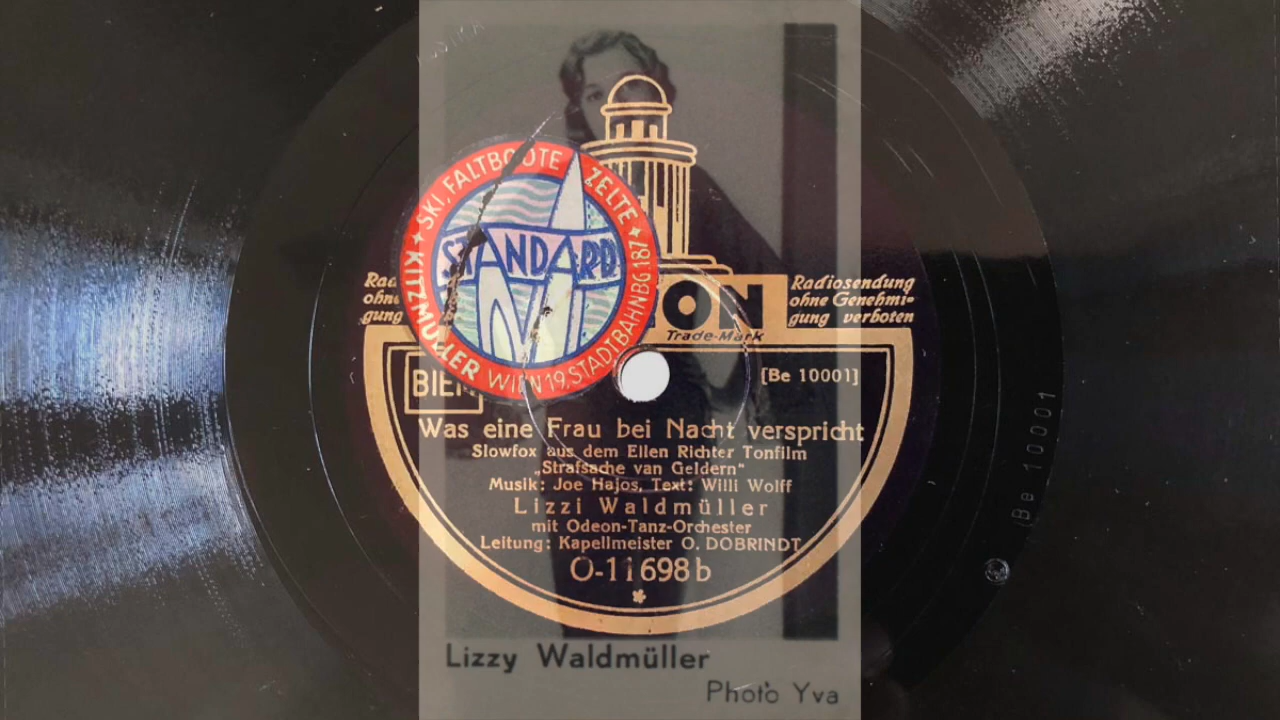 SKI. FALTBOOTE ZELTE
KITZMÜLLER WIEN 19, STADTBAHNBG. 187
STANDARD
ON
Trade-Mark
Radiosendung
ohne Genehmi-
gung verboten
[Be 10001]
Was eine Frau bei Nacht verspricht
Slowfox aus dem Ellen Richter Tonfilm
„Strafsache van Geldern"
Musik: Joe Hajos, Text: Willi Wolff
Lizzi Waldmüller
mit Odeon-Tanz-Orchester
Leitung: Kapellmeister O. DOBRINDT
O-11698b
(Be 10001
Lizzy Waldmüller
Photo Yva